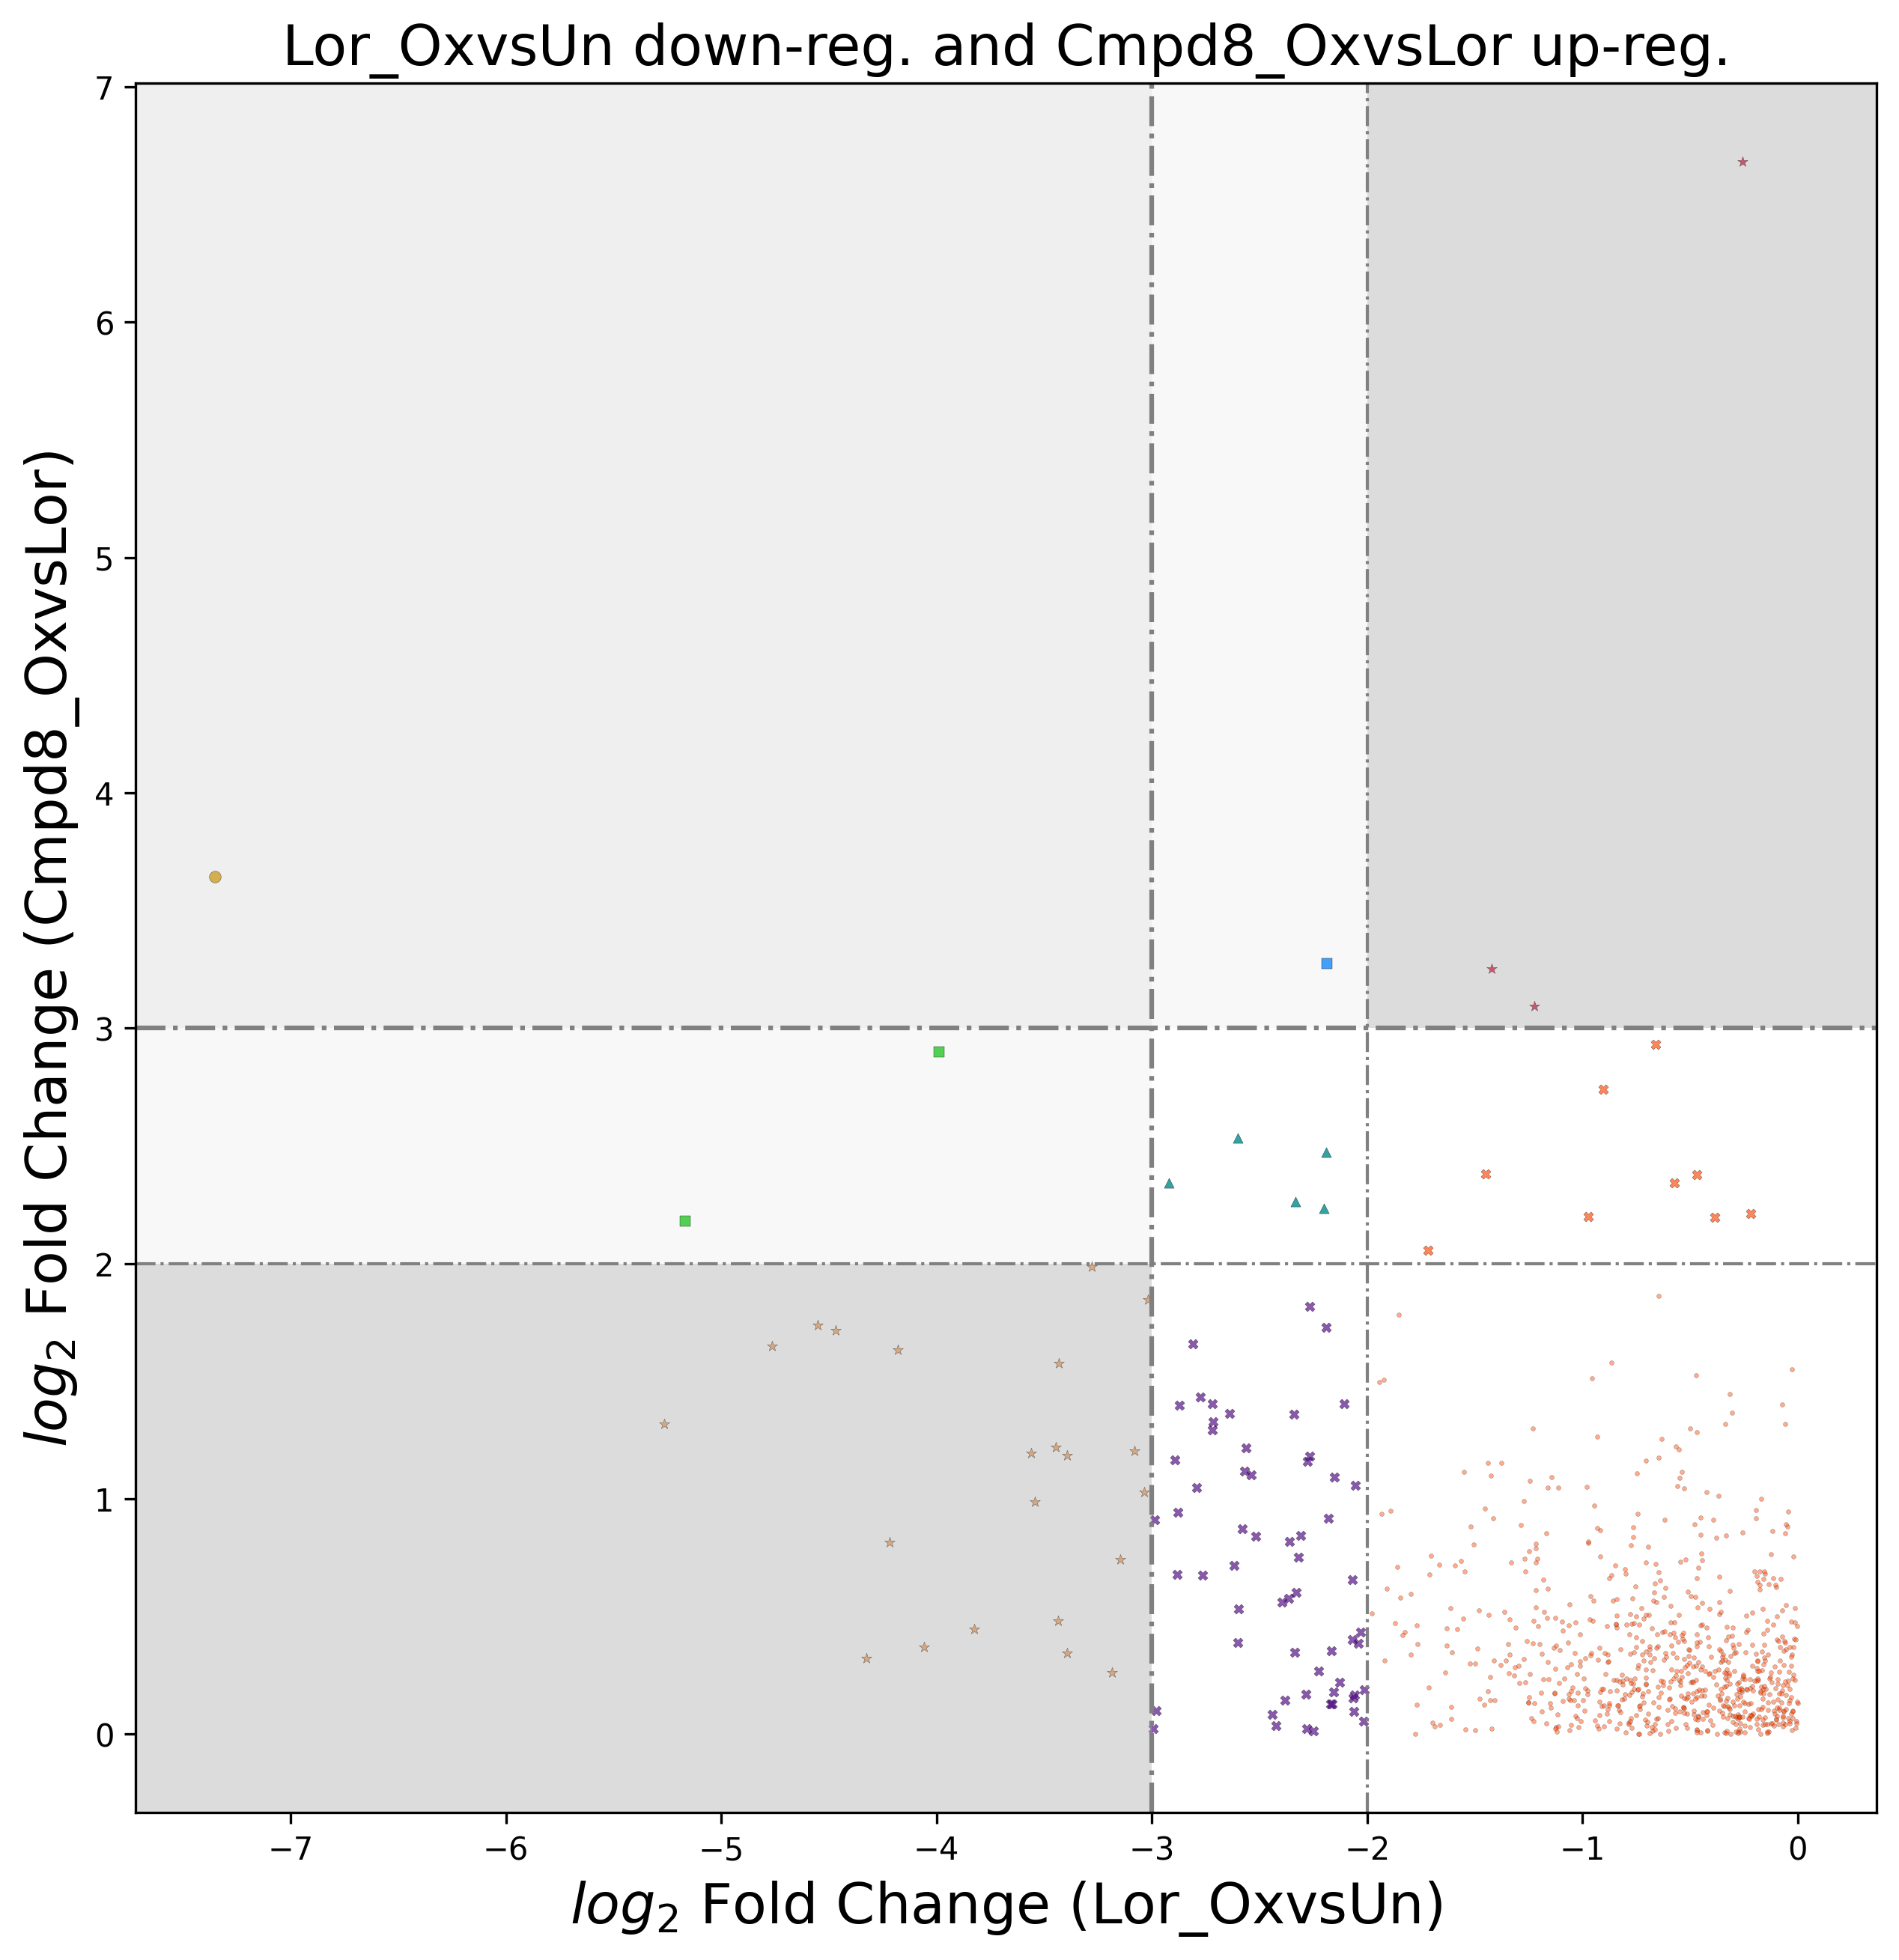 Lor_OxvsUn down-reg. and Cmpd8_OxvsLor up-reg.
log2 Fold Change (Cmpd8_OxvsLor)
7
6
5
4
3
2
1
0
−7 −6 −5 −4 −3 −2 −1 0
log2 Fold Change (Lor_OxvsUn)